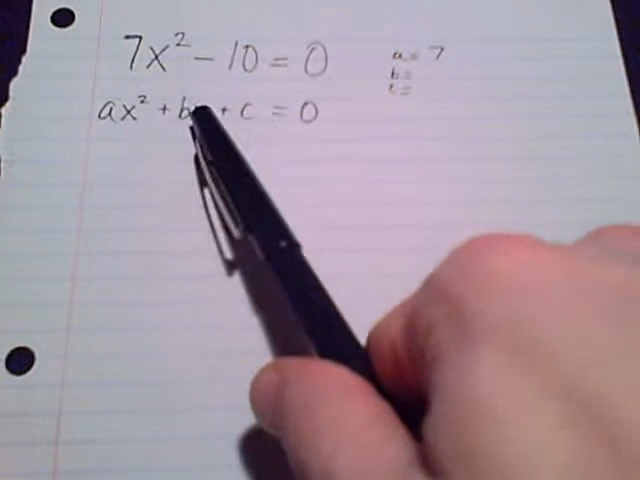 7x² - 10 = 0
ax² + b + c = 0
a = 7
b =
c =